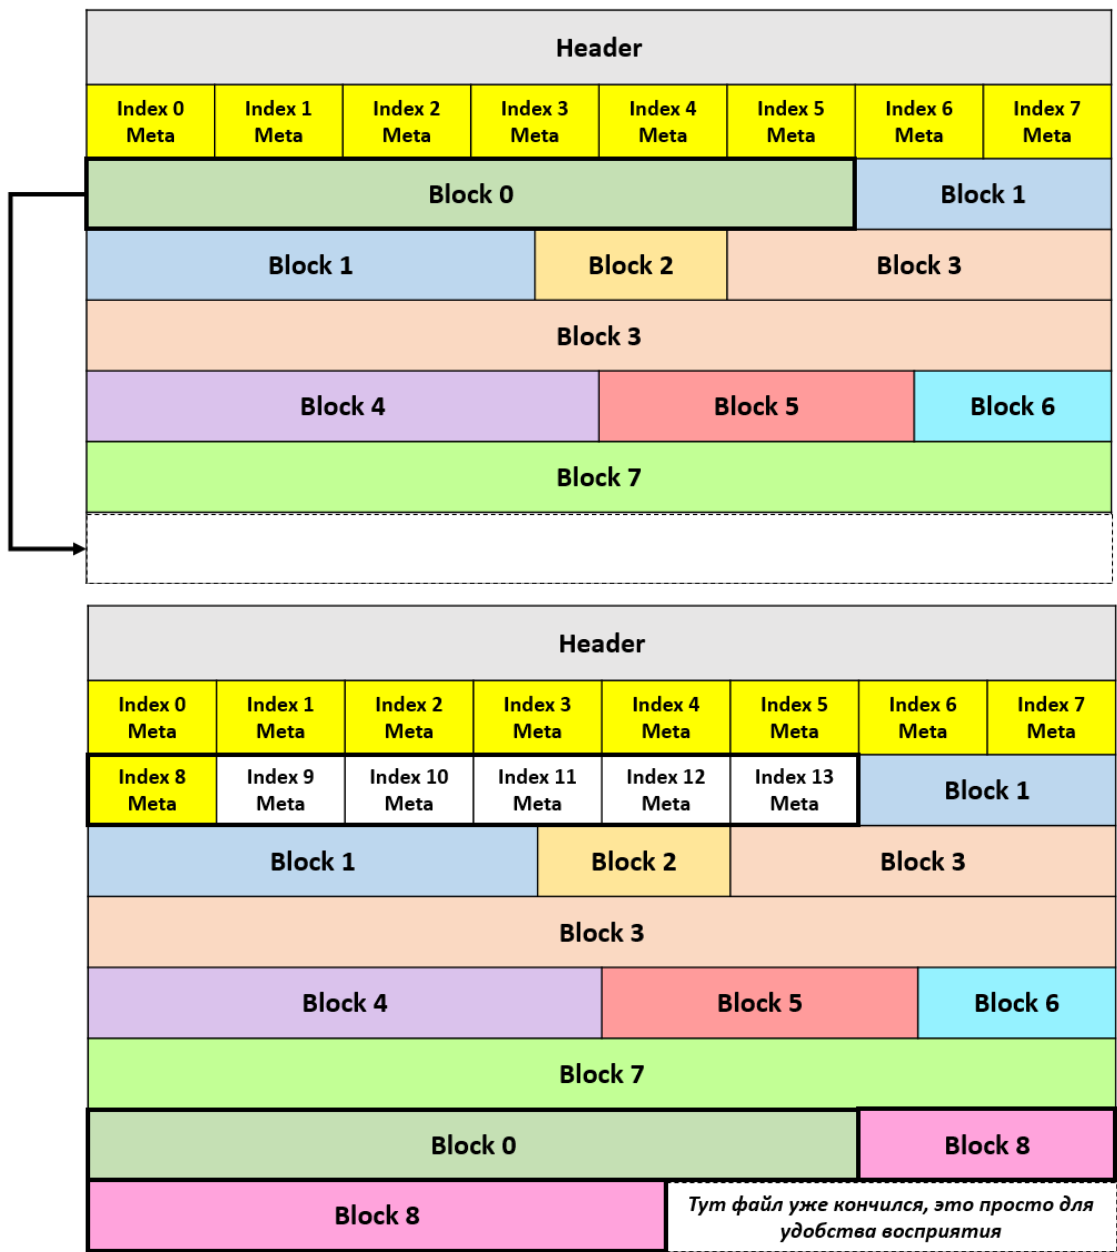 Header
Index 0 Index 1 Index 2 Index 3 Index 4 Index 5 Index 6 Index 7
Meta Meta Meta Meta Meta Meta Meta Meta
Block 0 Block 1
Block 1 Block 2 Block 3
Block 3
Block 4 Block 5 Block 6
Block 7
Header
Index 0 Index 1 Index 2 Index 3 Index 4 Index 5 Index 6 Index 7
Meta Meta Meta Meta Meta Meta Meta Meta
Index 8 Index 9 Index 10 Index 11 Index 12 Index 13 Block 1
Meta Meta Meta Meta Meta Meta
Block 1 Block 2 Block 3
Block 3
Block 4 Block 5 Block 6
Block 7
Block 0 Block 8
Block 8
Тут файл уже кончился, это просто для
удобства восприятия